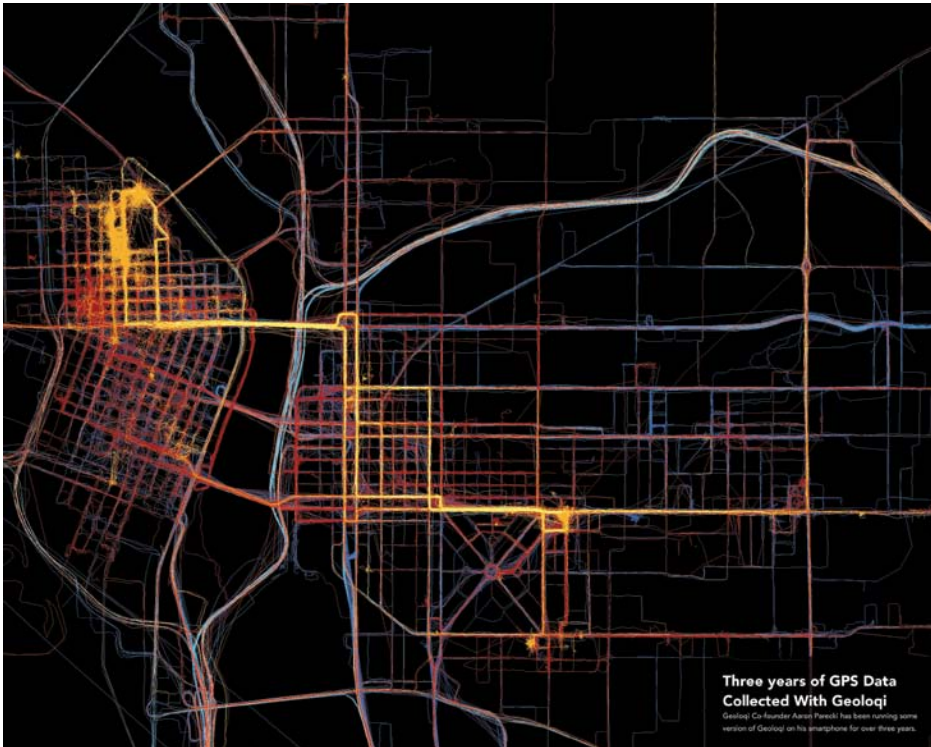 Three years of GPS Data
Collected With Geoloqi
Geoloqi Co-founder Aaron Parecki has been running some
version of Geoloqi on his smartphone for over three years.